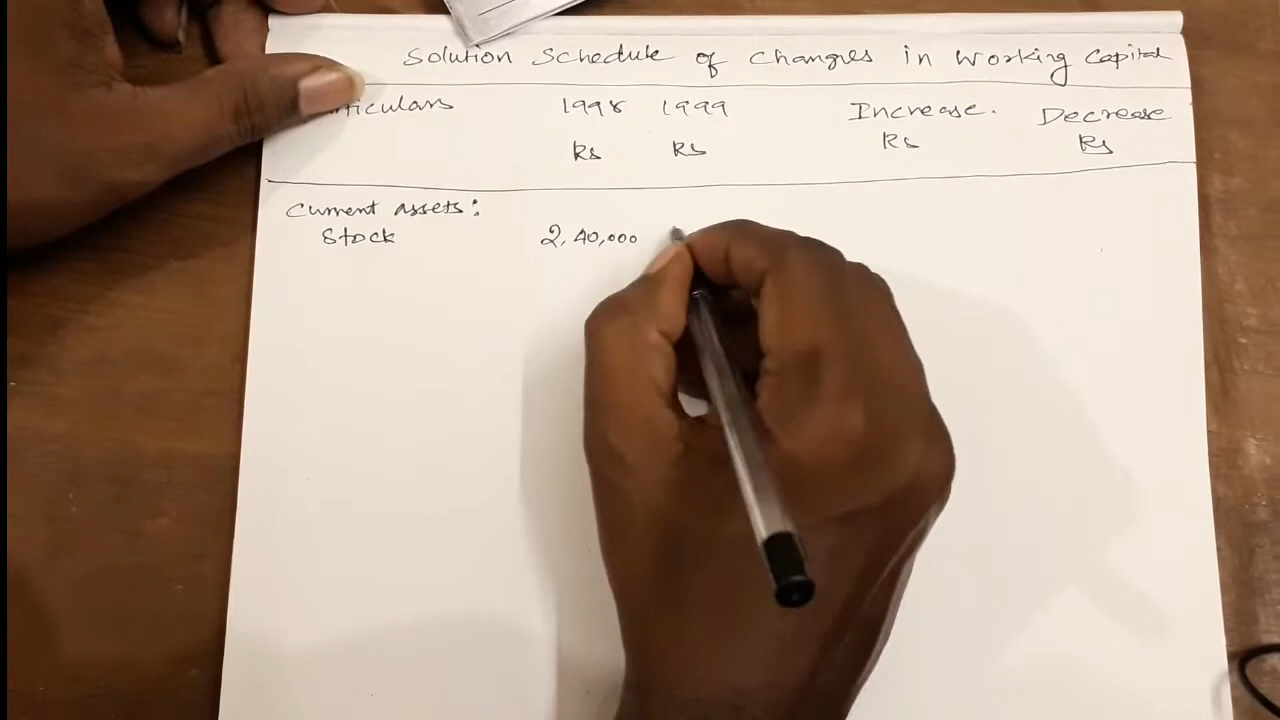 Solution Schedule of Changes in Working Capital
1998 1999 Increase. Decrease
Rs Rs Rs Rs
Current assets:
Stock 2,40,000